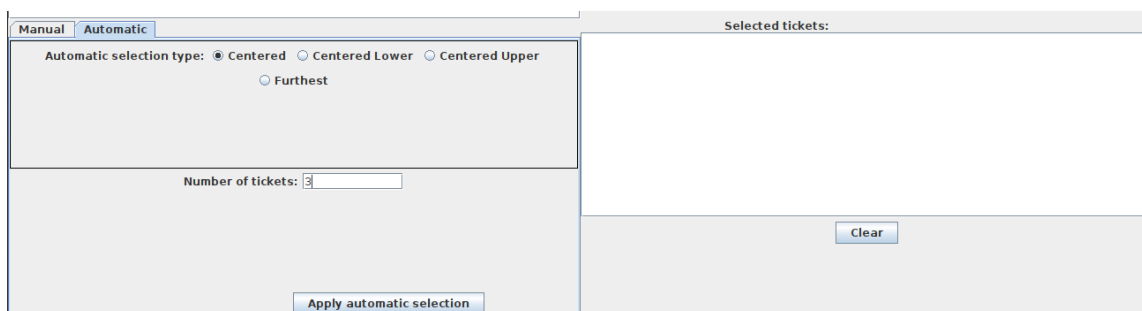 Manual Automatic
Automatic selection type: Centered Centered Lower Centered Upper
Furthest
Number of tickets: 3
Apply automatic selection
Selected tickets:
Clear